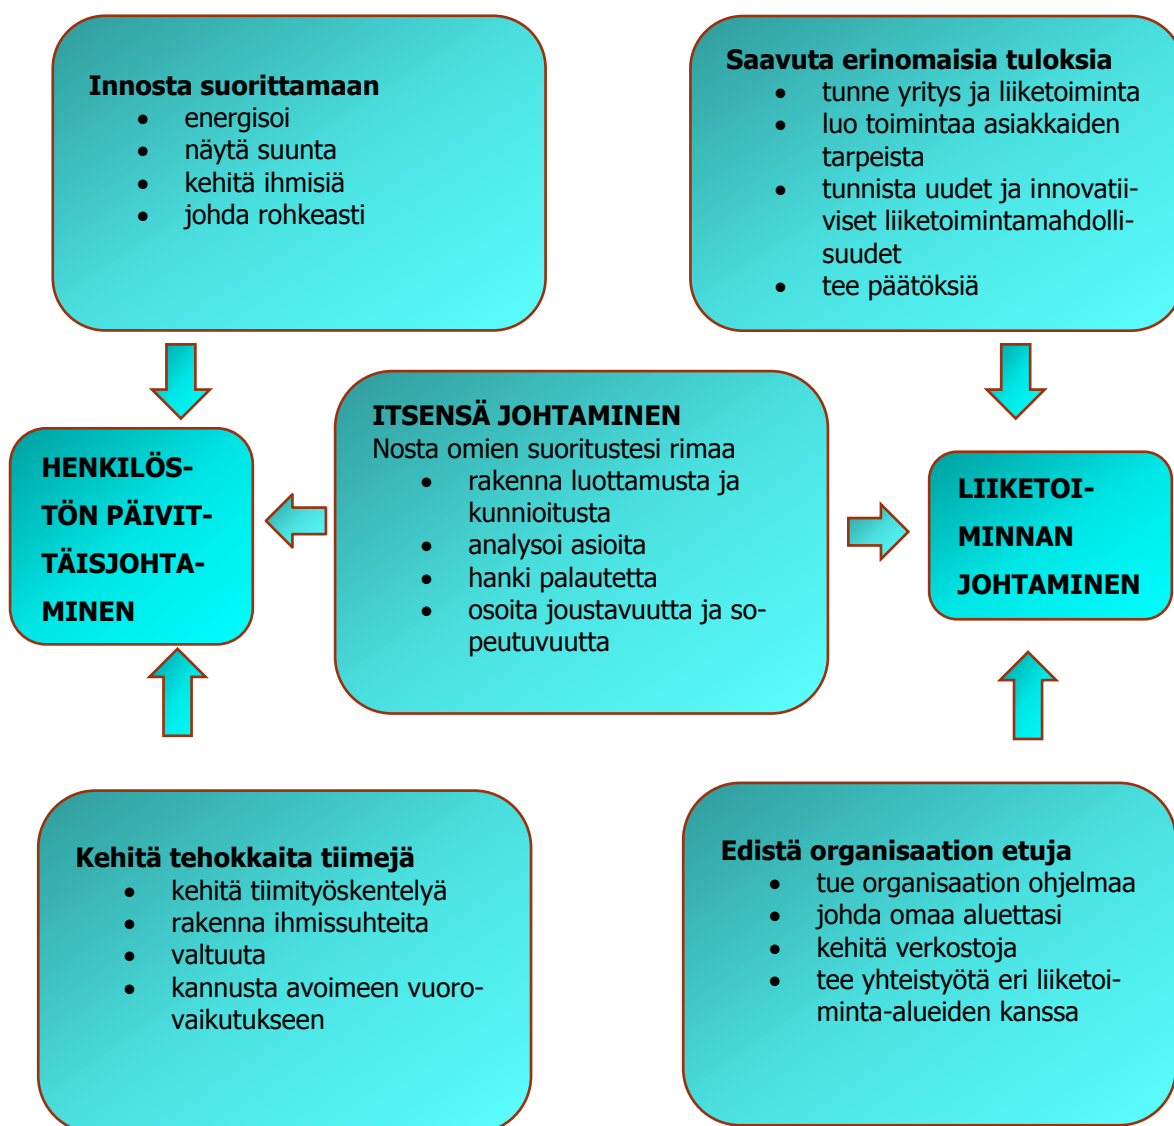 Innosta suorittamaan
• energisoi
• näytä suunta
• kehitä ihmisiä
• johda rohkeasti
Saavuta erinomaisia tuloksia
• tunne yritys ja liiketoiminta
• luo toimintaa asiakkaiden
tarpeista
• tunnista uudet ja innovatii-
viset liiketoimintamahdolli-
suudet
• tee päätöksiä
HENKILÖS-
TÖN PÄIVIT-
TÄISJOHTA-
MINEN
ITSENSÄ JOHTAMINEN
Nosta omien suoritustesi rimaa
• rakenna luottamusta ja
kunnioitusta
• analysoi asioita
• hanki palautetta
• osoita joustavuutta ja so-
peutuvuutta
LIIKETOI-
MINNAN
JOHTAMINEN
Kehitä tehokkaita tiimejä
• kehitä tiimityöskentelyä
• rakenna ihmissuhteita
• valtuuta
• kannusta avoimeen vuoro-
vaikutukseen
Edistä organisaation etuja
• tue organisaation ohjelmaa
• johda omaa aluettasi
• kehitä verkostoja
• tee yhteistyötä eri liiketoi-
minta-alueiden kanssa